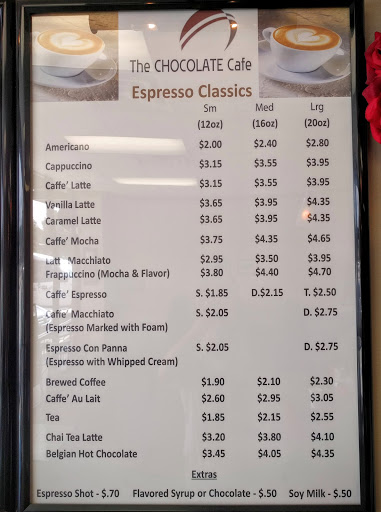 The CHOCOLATE Cafe
Espresso Classics
Sm Med Lrg
(12oz) (16oz) (20oz)
Americano $2.00 $2.40 $2.80
Cappuccino $3.15 $3.55 $3.95
Caffe' Latte $3.15 $3.55 $3.95
Vanilla Latte $3.65 $3.95 $4.35
Caramel Latte $3.65 $3.95 $4.35
Caffe' Mocha $3.75 $4.35 $4.65
Latte Macchiato $2.95 $3.50 $3.95
Frappuccino (Mocha & Flavor) $3.80 $4.40 $4.70
Caffe' Espresso S. $1.85 D.$2.15 T. $2.50
Caffe' Macchiato S. $2.05 D. $2.75
(Espresso Marked with Foam)
Espresso Con Panna S. $2.05 D. $2.75
(Espresso with Whipped Cream)
Brewed Coffee $1.90 $2.10 $2.30
Caffe' Au Lait $2.60 $2.95 $3.05
Tea $1.85 $2.15 $2.55
Chai Tea Latte $3.20 $3.80 $4.10
Belgian Hot Chocolate $3.45 $4.05 $4.35
Extras
Espresso Shot - $.70 Flavored Syrup or Chocolate - $.50 Soy Milk - $.50